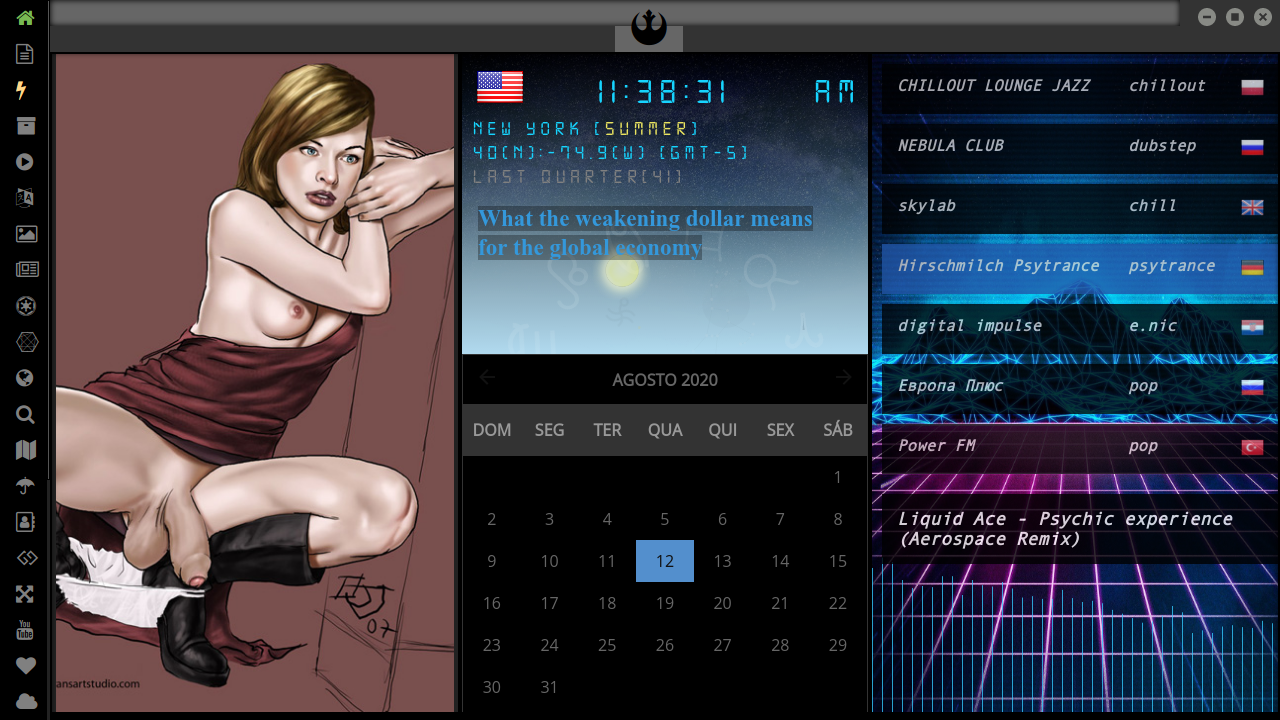 11:38:31 AM
NEW YORK (SUMMER)
40(N):-74.9(W) (GMT-5)
LAST QUARTER(41)
What the weakening dollar means
for the global economy
AGOSTO 2020
DOM SEG TER QUA QUI SEX SÁB
1
2 3 4 5 6 7 8
9 10 11 12 13 14 15
16 17 18 19 20 21 22
23 24 25 26 27 28 29
30 31
CHILLOUT LOUNGE JAZZ chillout
NEBULA CLUB dubstep
skylab chill
Hirschmilch Psytrance psytrance
digital impulse e.nic
Европа Плюс pop
Power FM pop
Liquid Ace - Psychic experience
(Aerospace Remix)
07
ansartstudio.com
You
Tube